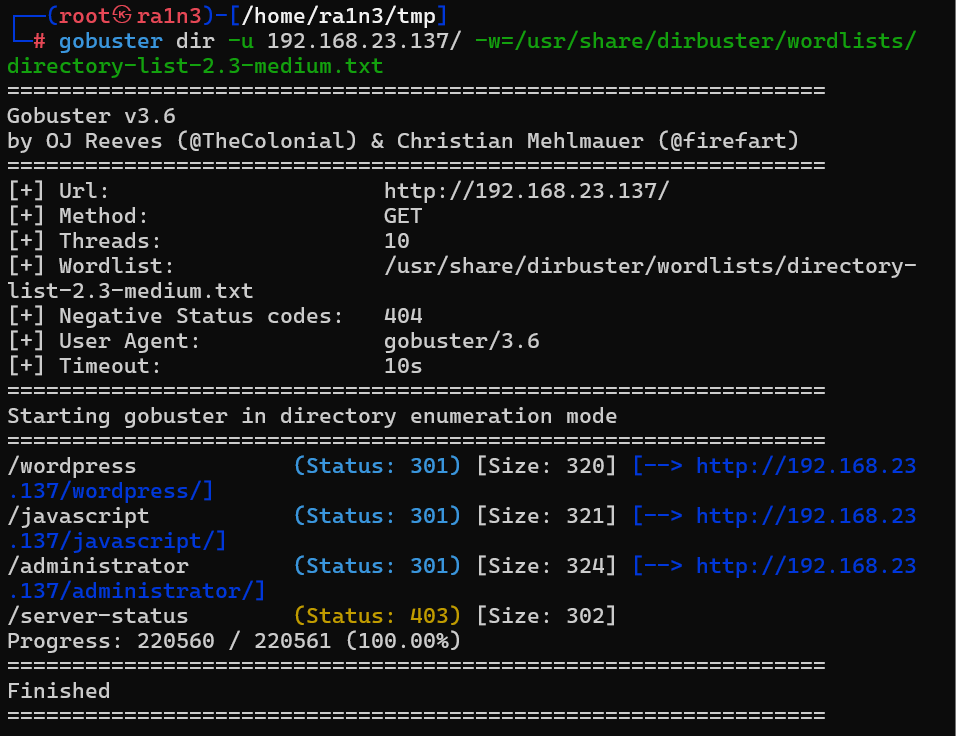 ┌──(root㉿ra1n3)-[/home/ra1n3/tmp]
└─# gobuster dir -u 192.168.23.137/ -w=/usr/share/dirbuster/wordlists/
directory-list-2.3-medium.txt
===============================================================
Gobuster v3.6
by OJ Reeves (@TheColonial) & Christian Mehlmauer (@firefart)
===============================================================
[+] Url:                     http://192.168.23.137/
[+] Method:                  GET
[+] Threads:                 10
[+] Wordlist:                /usr/share/dirbuster/wordlists/directory-
list-2.3-medium.txt
[+] Negative Status codes:   404
[+] User Agent:              gobuster/3.6
[+] Timeout:                 10s
===============================================================
Starting gobuster in directory enumeration mode
===============================================================
/wordpress            (Status: 301) [Size: 320] [--> http://192.168.23
.137/wordpress/]
/javascript           (Status: 301) [Size: 321] [--> http://192.168.23
.137/javascript/]
/administrator        (Status: 301) [Size: 324] [--> http://192.168.23
.137/administrator/]
/server-status        (Status: 403) [Size: 302]
Progress: 220560 / 220561 (100.00%)
===============================================================
Finished
===============================================================